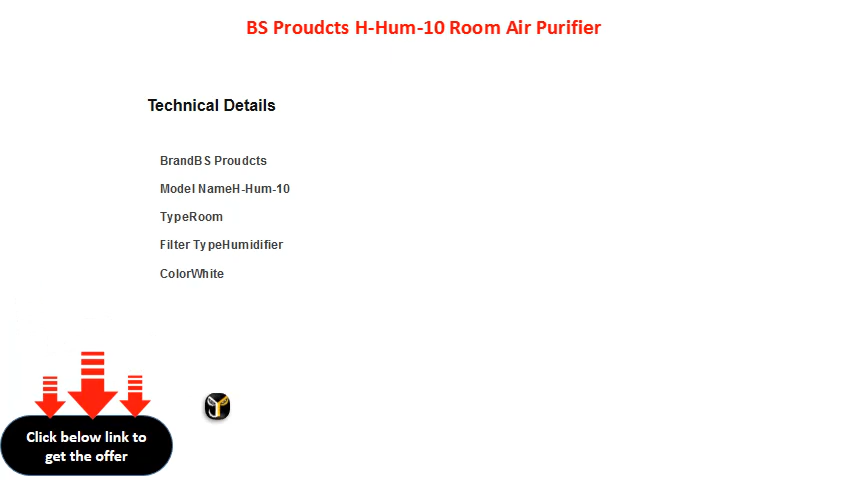 BS Proudcts H-Hum-10 Room Air Purifier
Technical Details
BrandBS Proudcts
Model NameH-Hum-10
TypeRoom
Filter TypeHumidifier
ColorWhite
Click below link to
get the offer